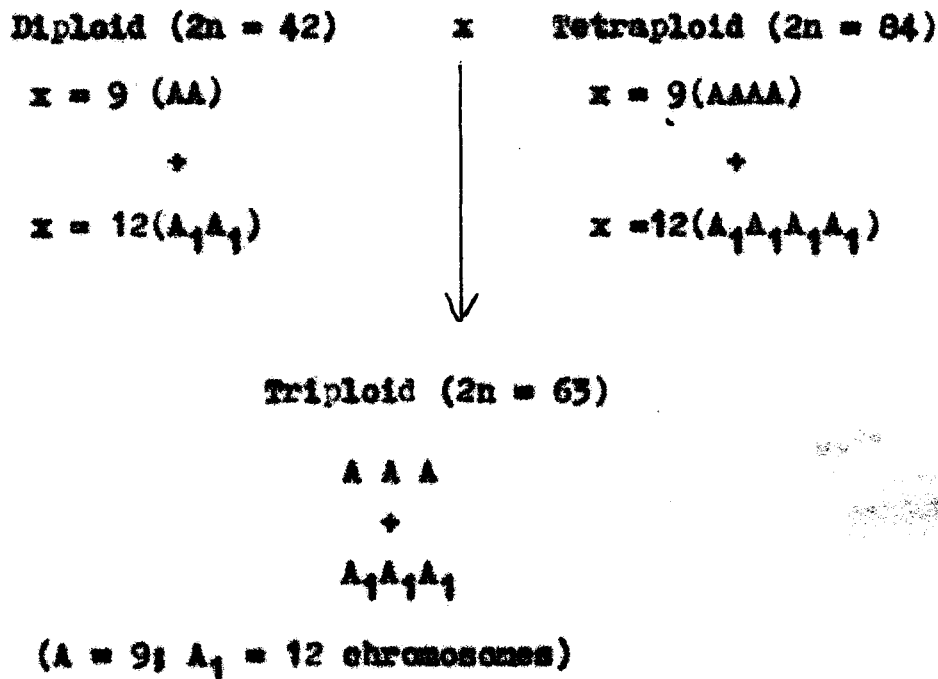 Diploid (2n = 42) x Tetraploid (2n = 84)
x = 9 (AA) x = 9(AAAA)
+ +
x = 12(A₁A₁) x =12(A₁A₁A₁A₁)
Triploid (2n = 63)
A A A
+
A₁A₁A₁
(A = 9; A₁ = 12 chromosomes)